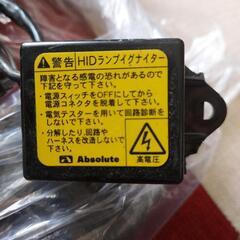 ⚠警告 HIDランプイグナイター
障害となる感電の恐れがあるので
下記を守って下さい。
・電源スイッチをOFFにしてから
電源コネクタを脱着して下さい。
・電気テスターを用いて回路診断を
しないで下さい。
・分解したり、回路や
ハーネスを改造しないで
下さい。
Absolute
高電圧